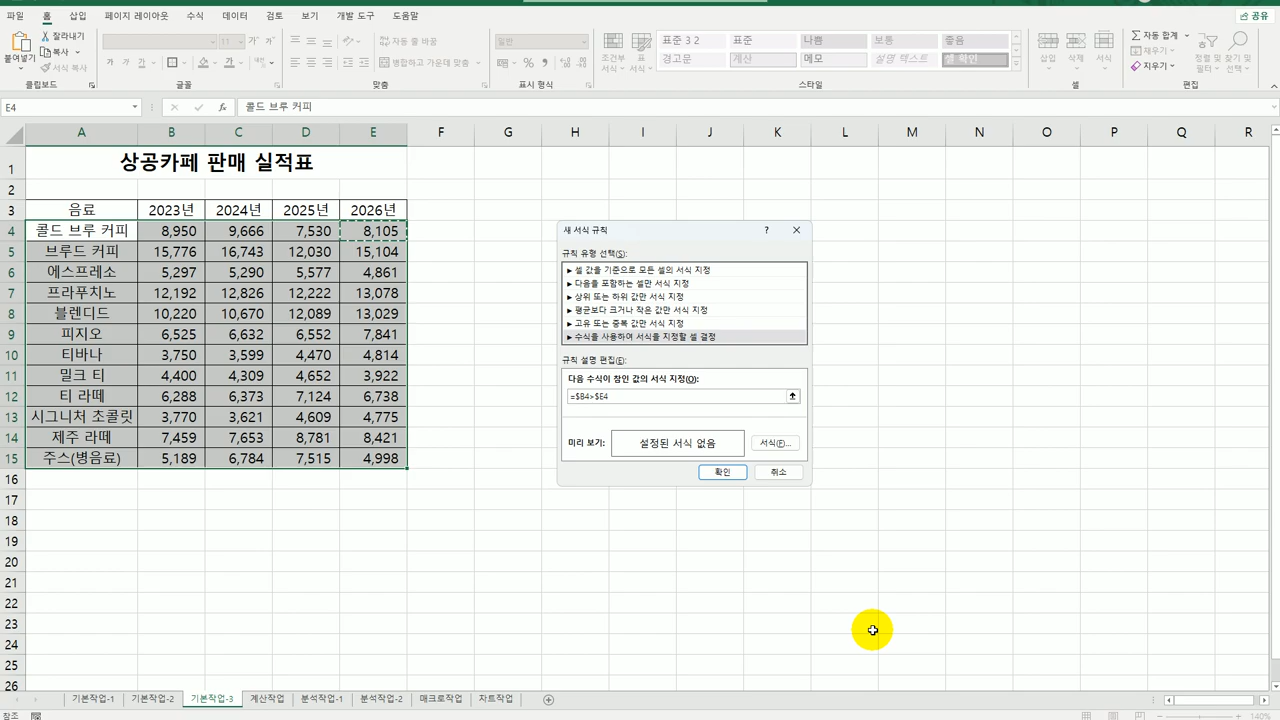 파일 홈 삽입 페이지 레이아웃 수식 데이터 검토 보기 개발 도구 도움말 공유
붙여넣기 잘라내기 복사 서식 복사
클립보드
11 가 가 가 가
글꼴
자동 줄 바꿈
병합하고 가운데 맞춤
맞춤
일반
표시 형식
조건부 서식 표 서식
표준 3 2 표준 나쁨 보통 좋음
경고문 계산 메모 설명 텍스트 셀 확인
스타일
삽입 삭제 서식
셀
자동 합계
채우기
지우기
정렬 및 필터 찾기 및 선택
편집
E4 fx 콜드 브루 커피
A B C D E F G H I J K L M N O P Q R
1 상공카페 판매 실적표
2
3 음료 2023년 2024년 2025년 2026년
4 콜드 브루 커피 8,950 9,666 7,530 8,105
5 브루드 커피 15,776 16,743 12,030 15,104
6 에스프레소 5,297 5,290 5,577 4,861
7 프라푸치노 12,192 12,826 12,222 13,078
8 블렌디드 10,220 10,670 12,089 13,029
9 피지오 6,525 6,632 6,552 7,841
10 티바나 3,750 3,599 4,470 4,814
11 밀크 티 4,400 4,309 4,652 3,922
12 티 라떼 6,288 6,373 7,124 6,738
13 시그니처 초콜릿 3,770 3,621 4,609 4,775
14 제주 라떼 7,459 7,653 8,781 8,421
15 주스(병음료) 5,189 6,784 7,515 4,998
16
17
18
19
20
21
22
23
24
25
26
새 서식 규칙 ?
규칙 유형 선택(S):
► 셀 값을 기준으로 모든 셀의 서식 지정
► 다음을 포함하는 셀만 서식 지정
► 상위 또는 하위 값만 서식 지정
► 평균보다 크거나 작은 값만 서식 지정
► 고유 또는 중복 값만 서식 지정
► 수식을 사용하여 서식을 지정할 셀 결정
규칙 설명 편집(E):
다음 수식이 참인 값의 서식 지정(O):
=$B4>$E4
미리 보기: 설정된 서식 없음 서식(F)...
확인 취소
기본작업-1 기본작업-2 기본작업-3 계산작업 분석작업-1 분석작업-2 매크로작업 차트작업
참조 140%